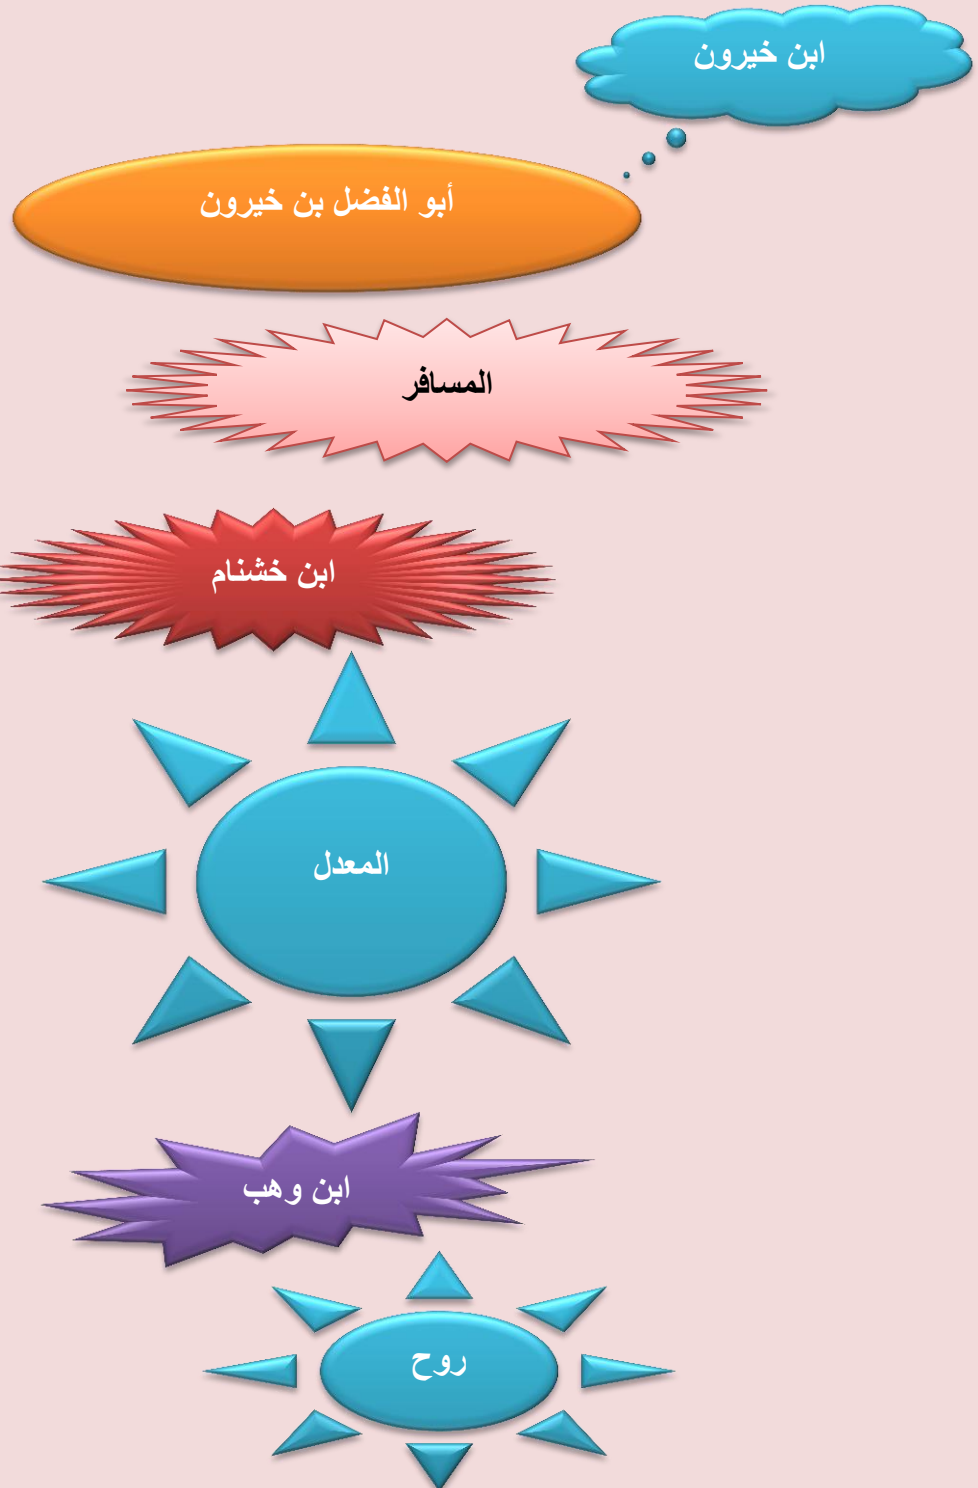 ابن خيرون
أبو الفضل بن خيرون
المسافر
ابن خشنام
المعدل
ابن وهب
روح